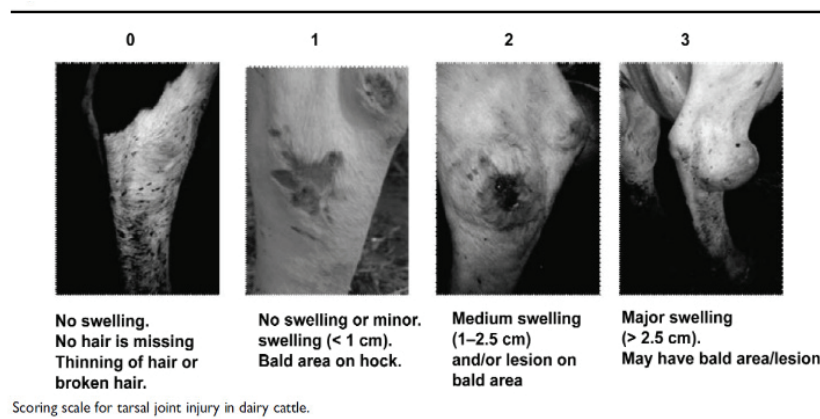 0 1 2 3
No swelling.
No hair is missing
Thinning of hair or
broken hair.
No swelling or minor.
swelling (< 1 cm).
Bald area on hock.
Medium swelling
(1–2.5 cm)
and/or lesion on
bald area
Major swelling
(> 2.5 cm).
May have bald area/lesion
Scoring scale for tarsal joint injury in dairy cattle.